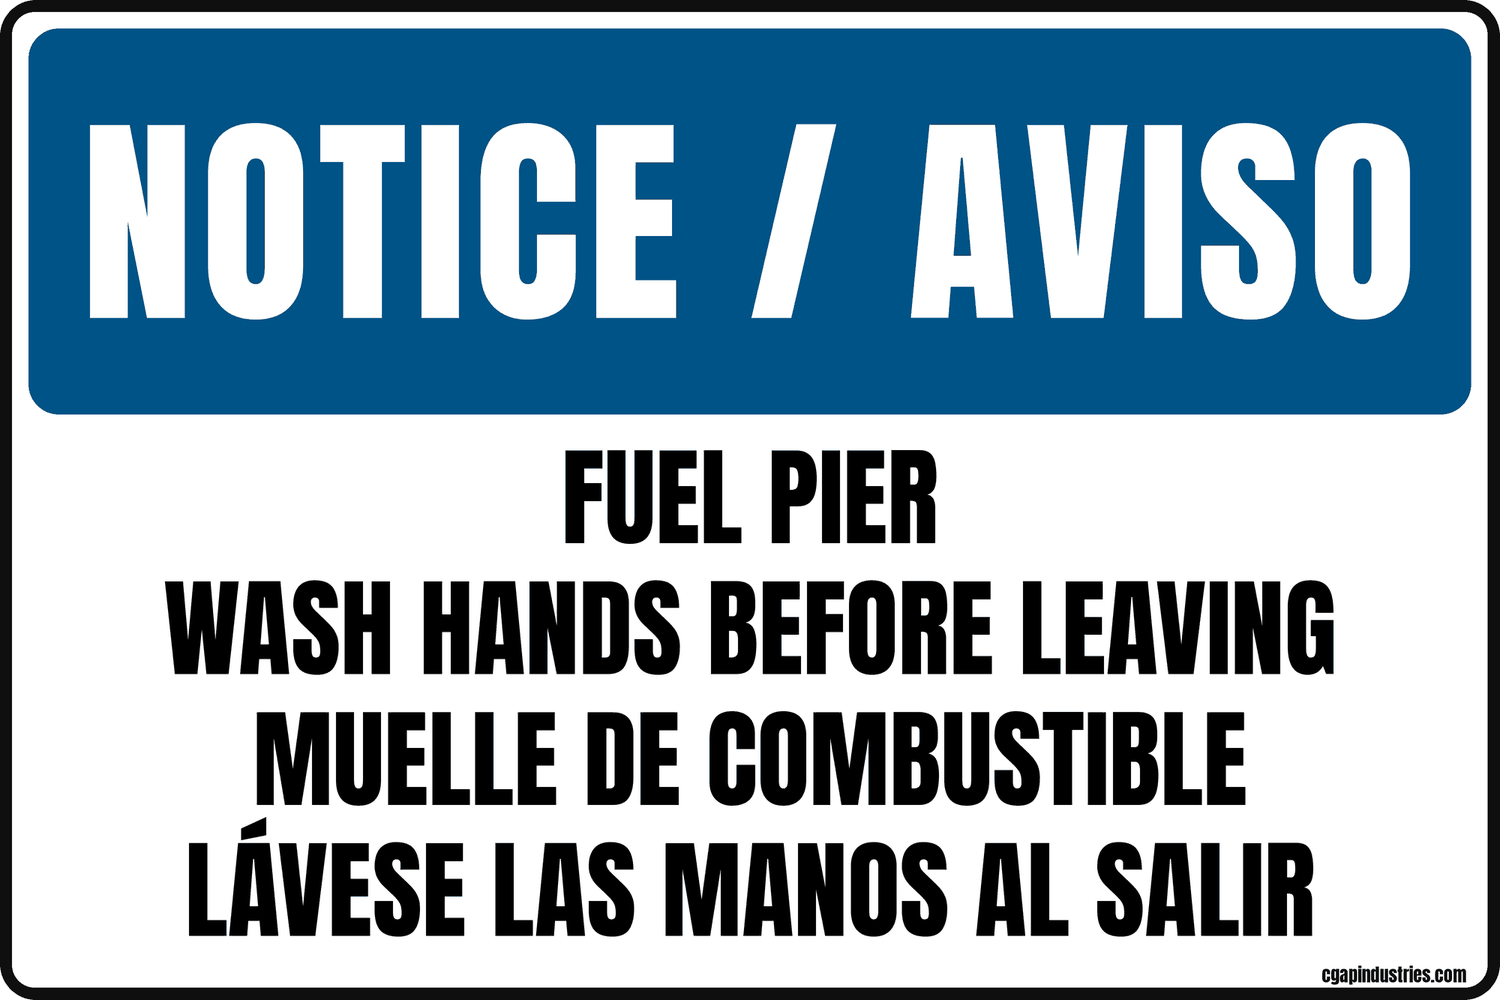 NOTICE / AVISO
FUEL PIER
WASH HANDS BEFORE LEAVING
MUELLE DE COMBUSTIBLE
LÁVESE LAS MANOS AL SALIR
cgapindustries.com